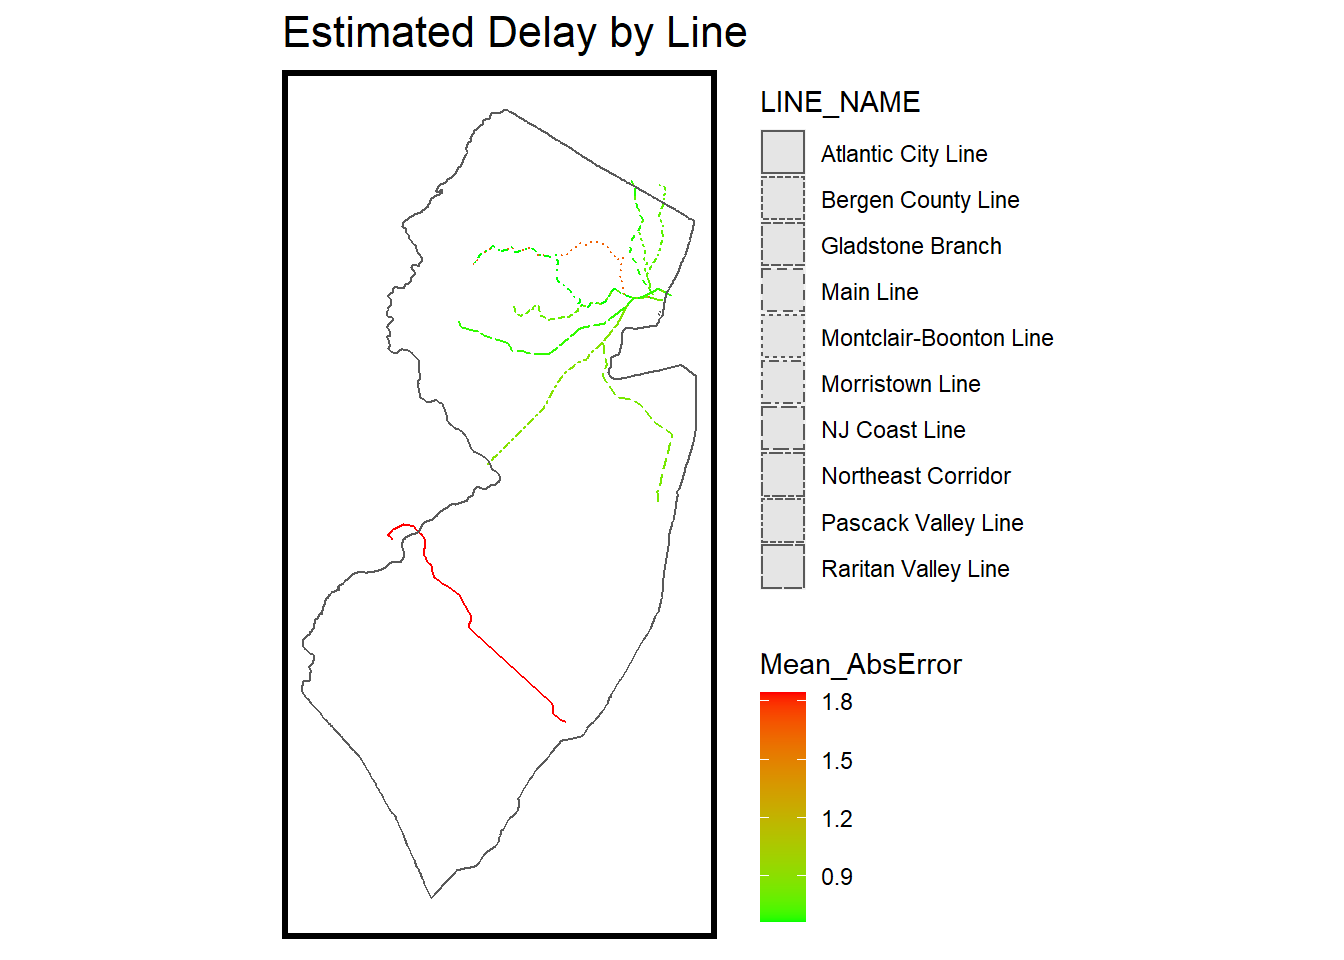 Estimated Delay by Line
LINE_NAME
Atlantic City Line
Bergen County Line
Gladstone Branch
Main Line
Montclair-Boonton Line
Morristown Line
NJ Coast Line
Northeast Corridor
Pascack Valley Line
Raritan Valley Line
Mean_AbsError
1.8
1.5
1.2
0.9